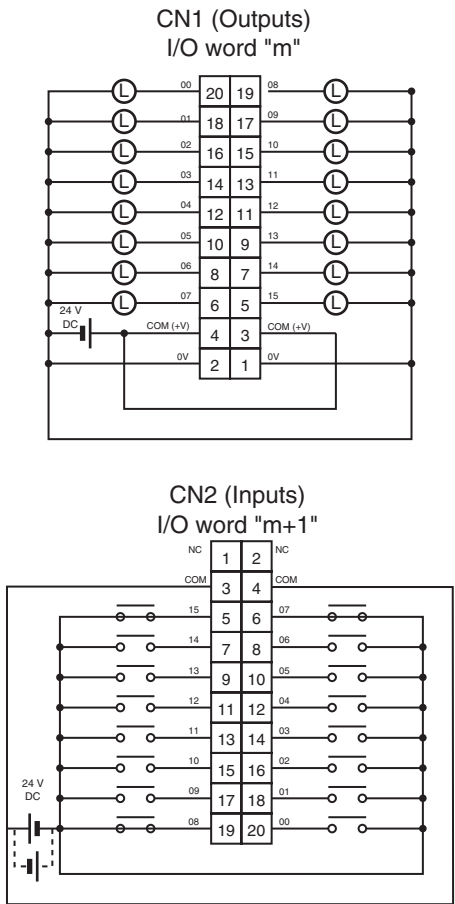 CN1 (Outputs)
I/O word "m"
00 20 19 08
L L
01 18 17 09
L L
02 16 15 10
L L
03 14 13 11
L L
04 12 11 12
L L
05 10 9 13
L L
06 8 7 14
L L
07 6 5 15
L L
24 V
DC
COM (+V) 4 3 COM (+V)
0V 2 1 0V
CN2 (Inputs)
I/O word "m+1"
NC 1 2 NC
COM 3 4 COM
15 5 6 07
14 7 8 06
13 9 10 05
12 11 12 04
11 13 14 03
10 15 16 02
24 V
DC
09 17 18 01
08 19 20 00